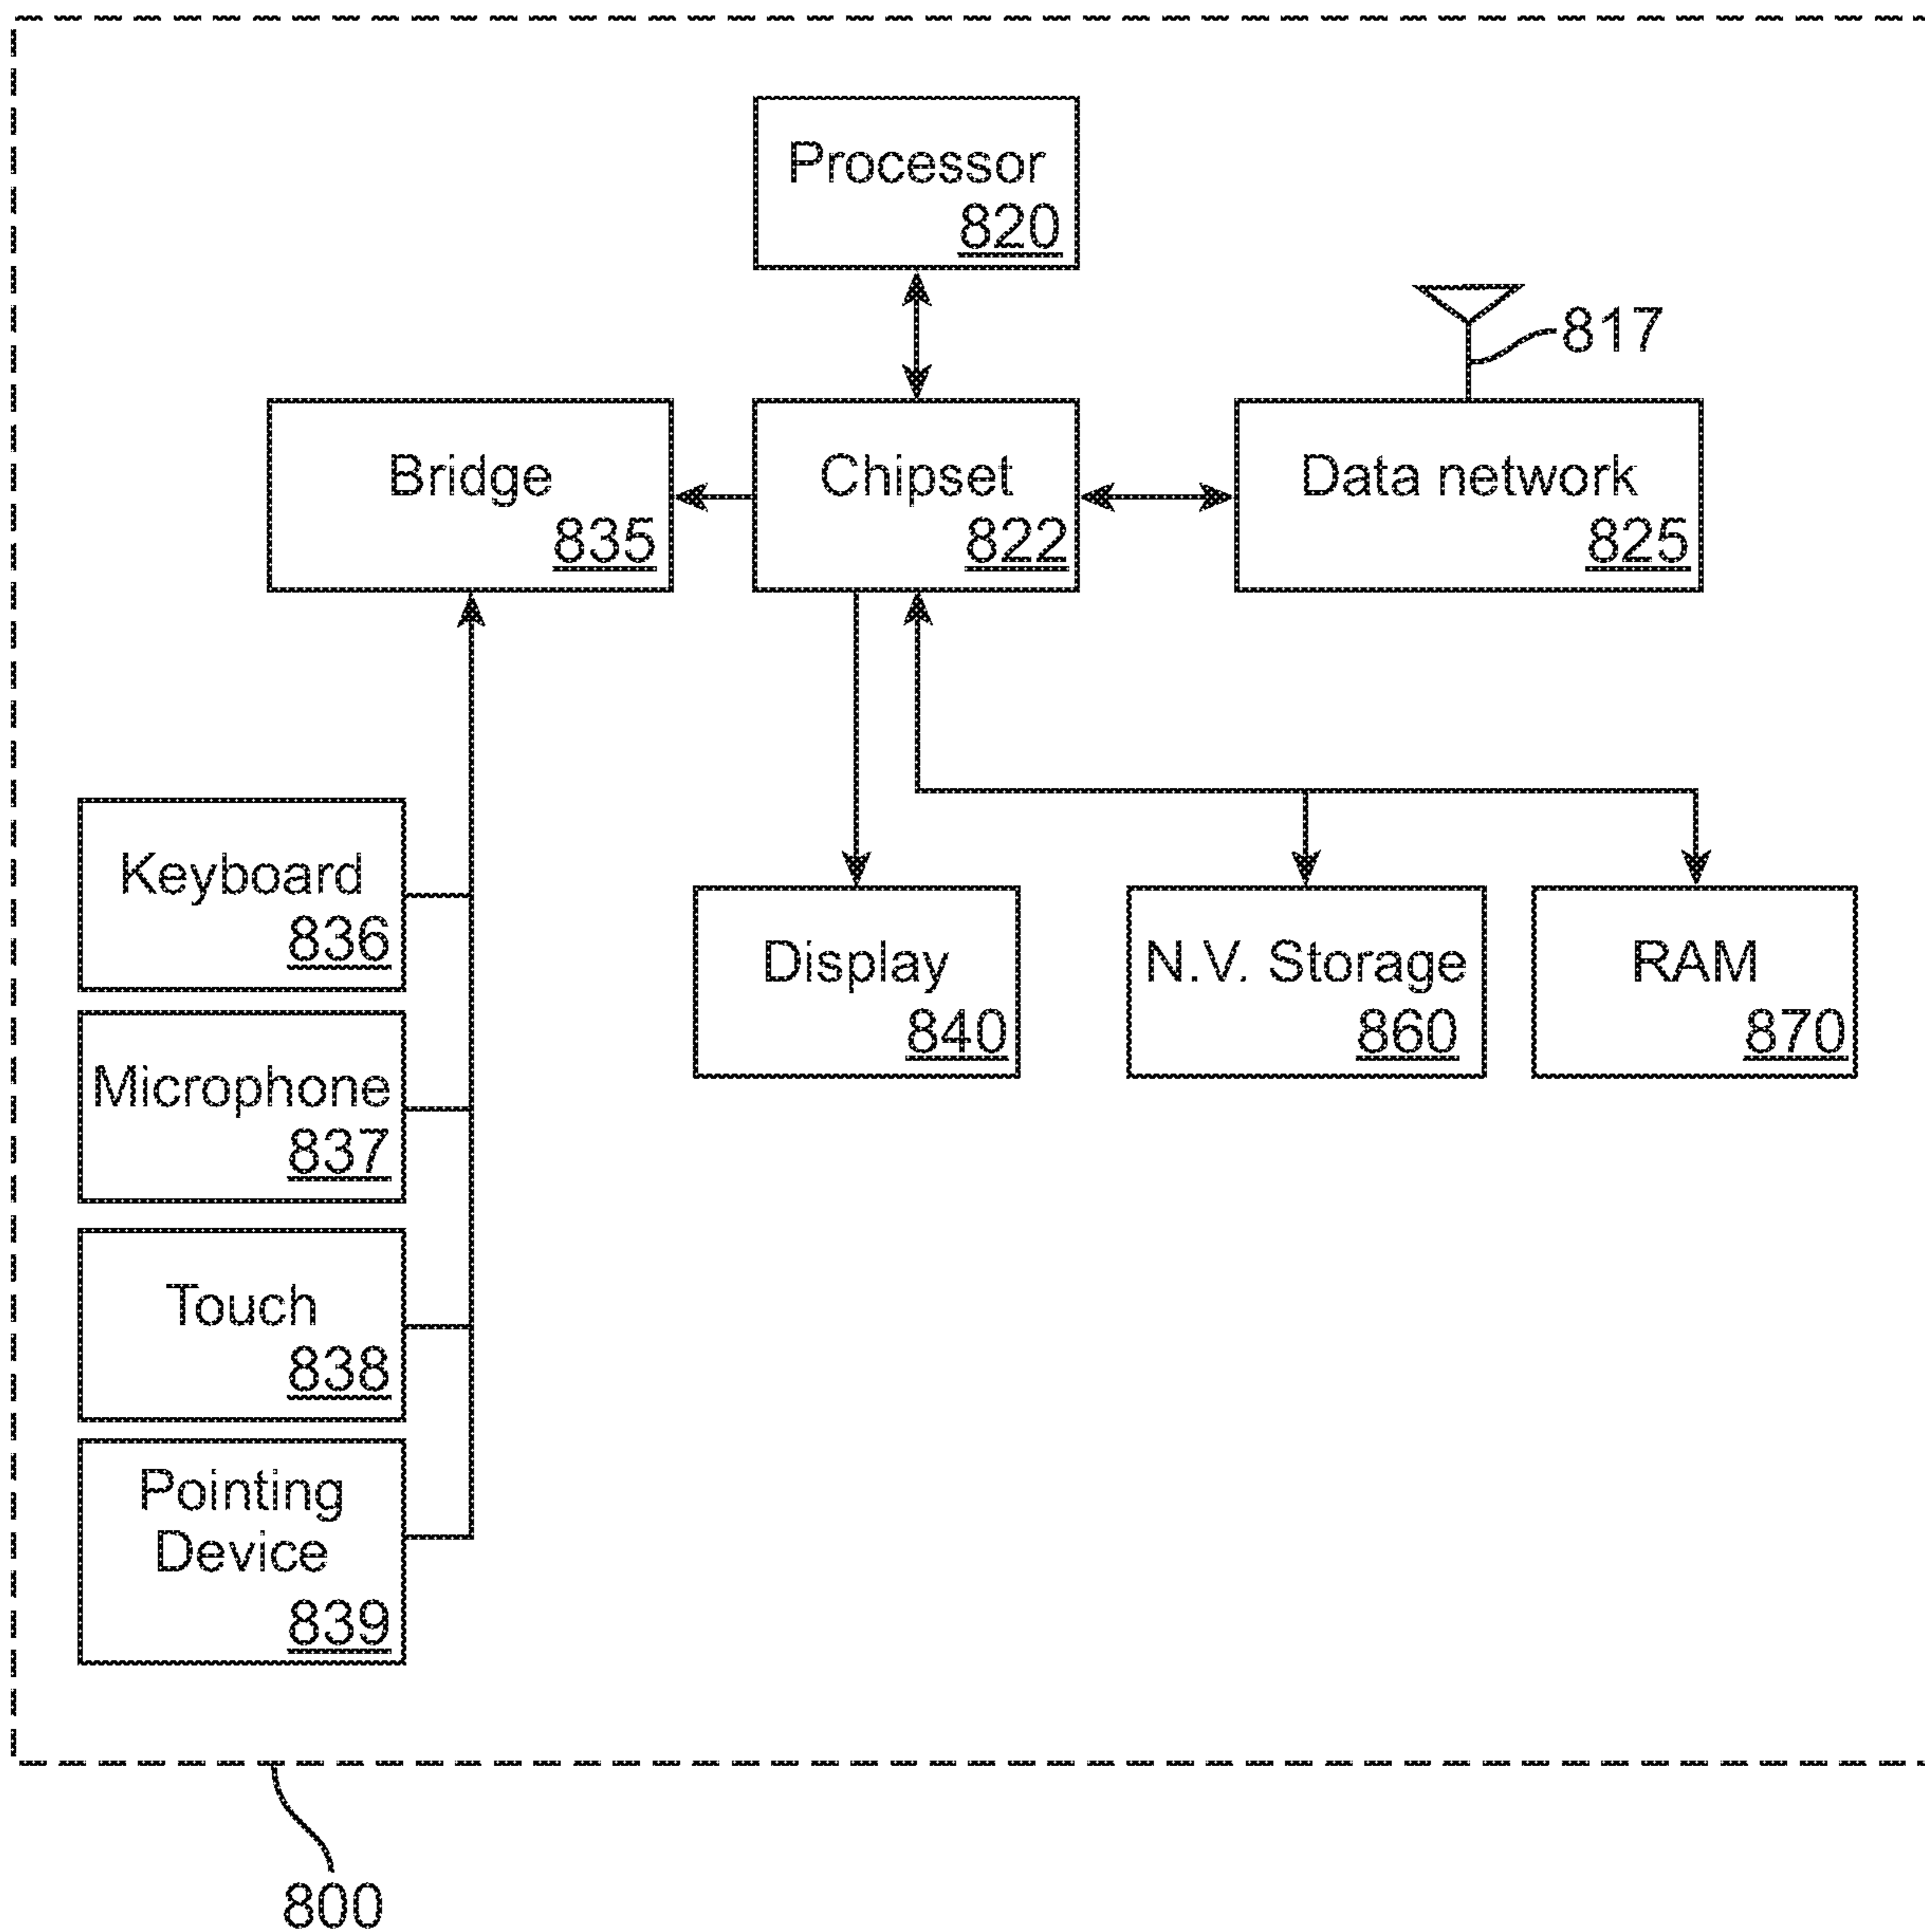 Processor
820
817
Bridge
835
Chipset
822
Data network
825
Keyboard
836
Microphone
837
Touch
838
Pointing
Device
839
Display
840
N.V. Storage
860
RAM
870
800